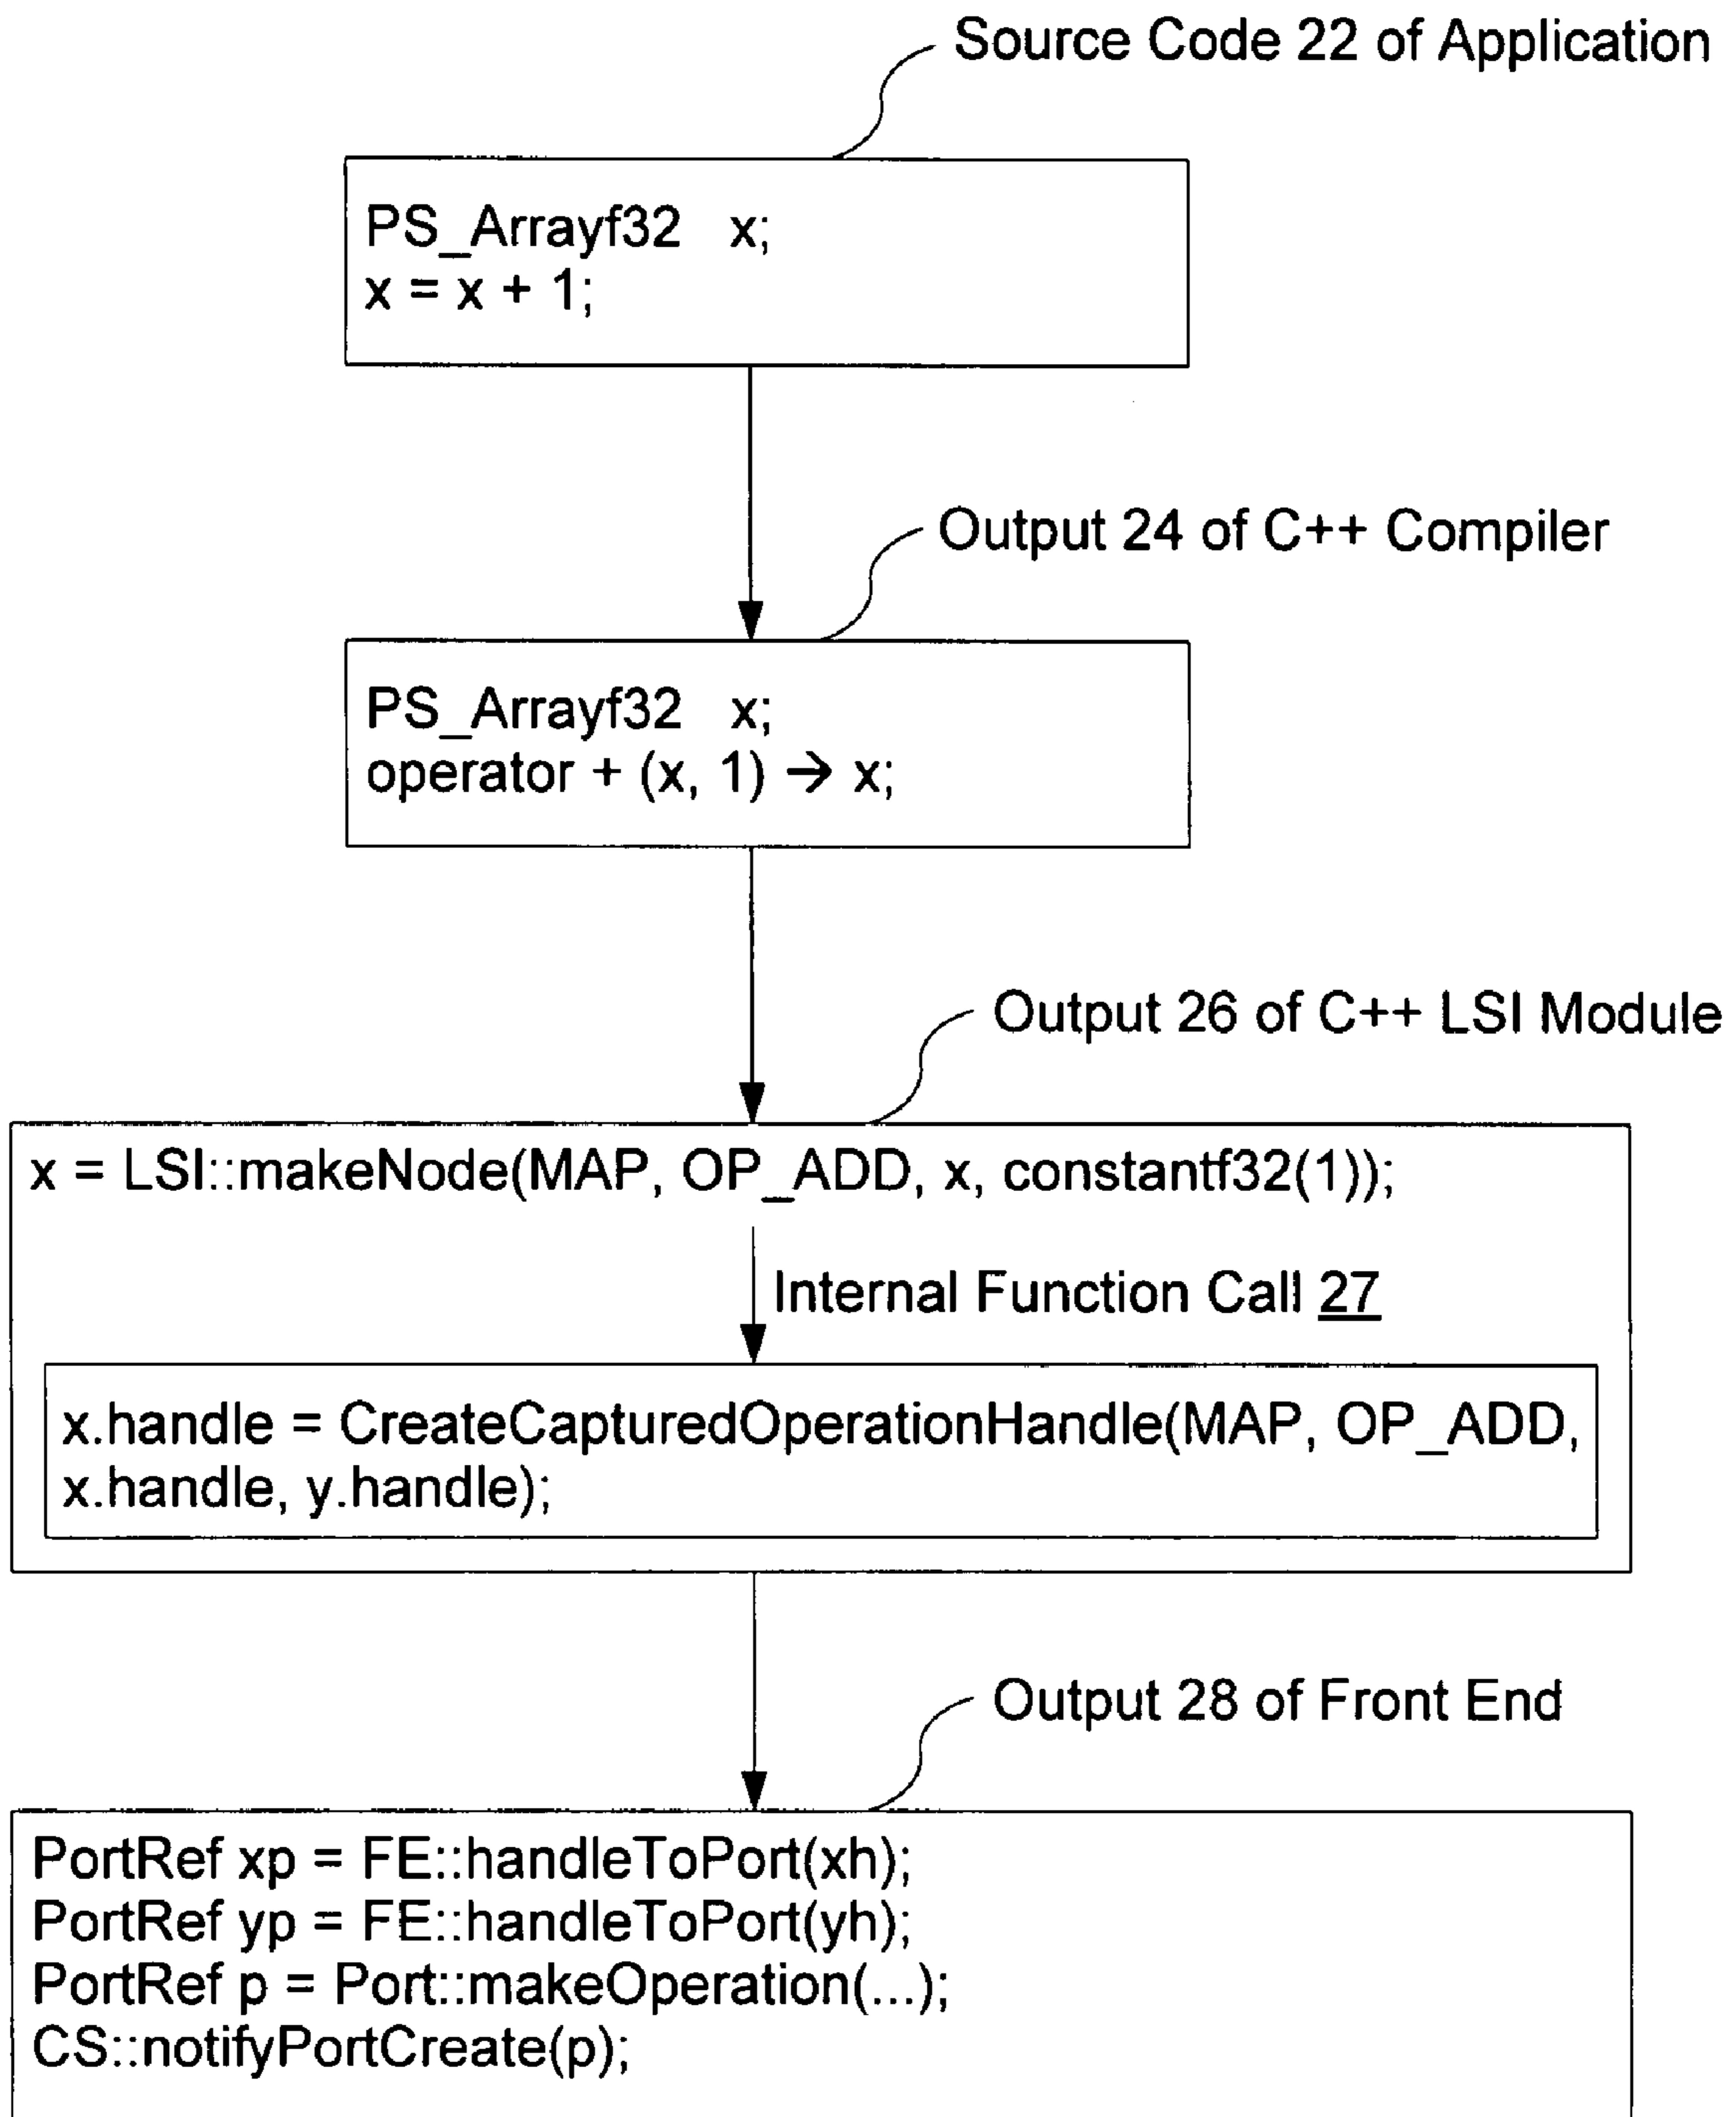 Source Code 22 of Application
PS_Arrayf32 x;
x = x + 1;
Output 24 of C++ Compiler
PS_Arrayf32 x;
operator + (x, 1) → x;
Output 26 of C++ LSI Module
x = LSI::makeNode(MAP, OP_ADD, x, constantf32(1));
Internal Function Call 27
x.handle = CreateCapturedOperationHandle(MAP, OP_ADD,
x.handle, y.handle);
Output 28 of Front End
PortRef xp = FE::handleToPort(xh);
PortRef yp = FE::handleToPort(yh);
PortRef p = Port::makeOperation(...);
CS::notifyPortCreate(p);